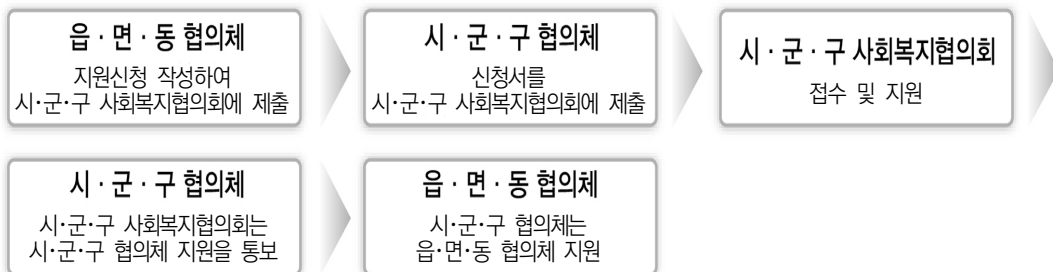 읍 · 면 · 동 협의체
지원신청 작성하여
시·군·구 사회복지협의회에 제출
시 · 군 · 구 협의체
신청서를
시·군·구 사회복지협의회에 제출
시 · 군 · 구 사회복지협의회
접수 및 지원
시 · 군 · 구 협의체
시·군·구 사회복지협의회는
시·군·구 협의체 지원을 통보
읍 · 면 · 동 협의체
시·군·구 협의체는
읍·면·동 협의체 지원